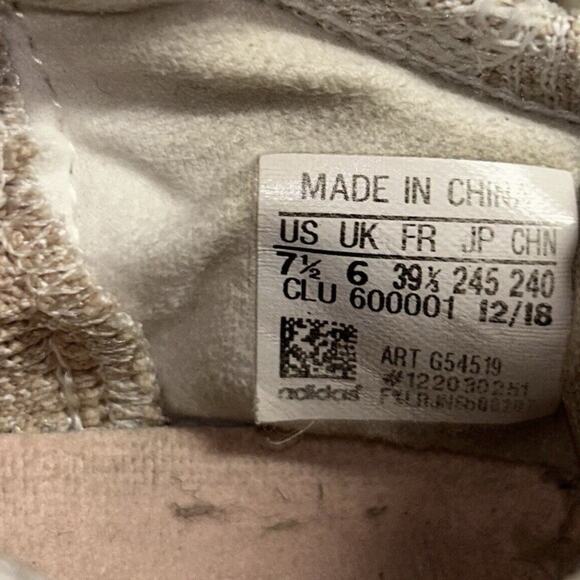 MADE IN CHINA
US UK FR JP CHN
7½ 6 39⅓ 245 240
CLU 600001 12/18
ART G54519
#122030251
adidas